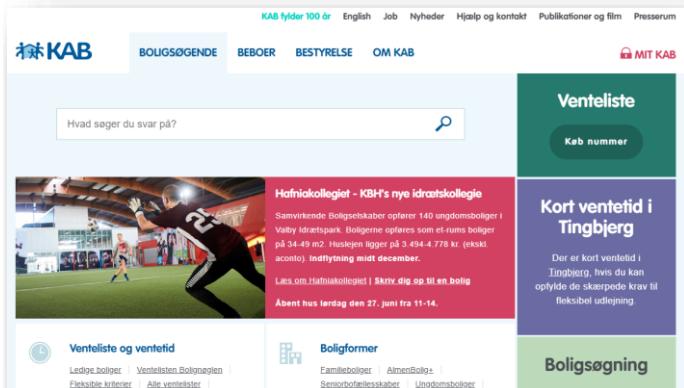 KAB fylder 100 år English Job Nyheder Hjælp og kontakt Publikationer og film Presserum
KAB
BOLIGSØGENDE BEBOER BESTYRELSE OM KAB
MIT KAB
Hvad søger du svar på?
Venteliste
Køb nummer
Hafniakollegiet - KBH's nye idrætskollegie
Samvirkende Boligselskaber opfører 140 ungdomsboliger i
Valby Idrætspark. Boligerne opføres som et-rums boliger
på 34-49 m2. Huslejen ligger på 3.494-4.778 kr. (ekskl.
aconto). Indflytning midt december.
Læs om Hafniakollegiet | Skriv dig op til en bolig
Åbent hus lørdag den 27. juni fra 11-14.
Kort ventetid i
Tingbjerg
Der er kort ventetid i
Tingbjerg, hvis du kan
opfylde de skærpede krav til
fleksibel udlejning.
Venteliste og ventetid
Ledige boliger | Ventelisten Bolignøglen |
Fleksible kriterier | Alle ventelister |
Boligformer
Familieboliger | AlmenBolig+ |
Seniorbofællesskaber | Ungdomsboliger |
Boligsøgning